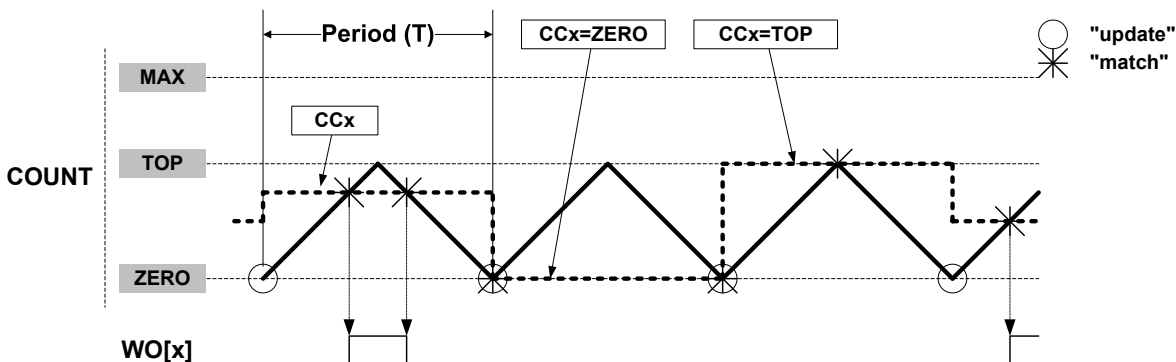 Period (T)
CCx=ZERO
CCx=TOP
"update"
"match"
MAX
CCx
COUNT
TOP
ZERO
WO[x]